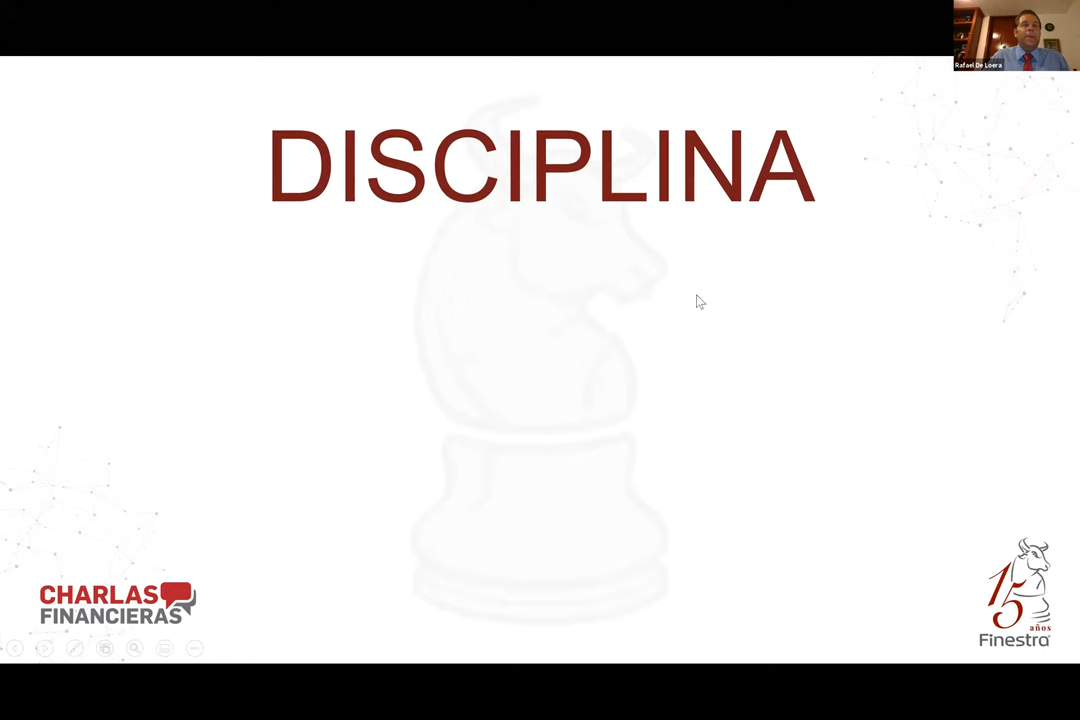 Rafael De Loera
DISCIPLINA
CHARLAS
FINANCIERAS
15
años
Finestra